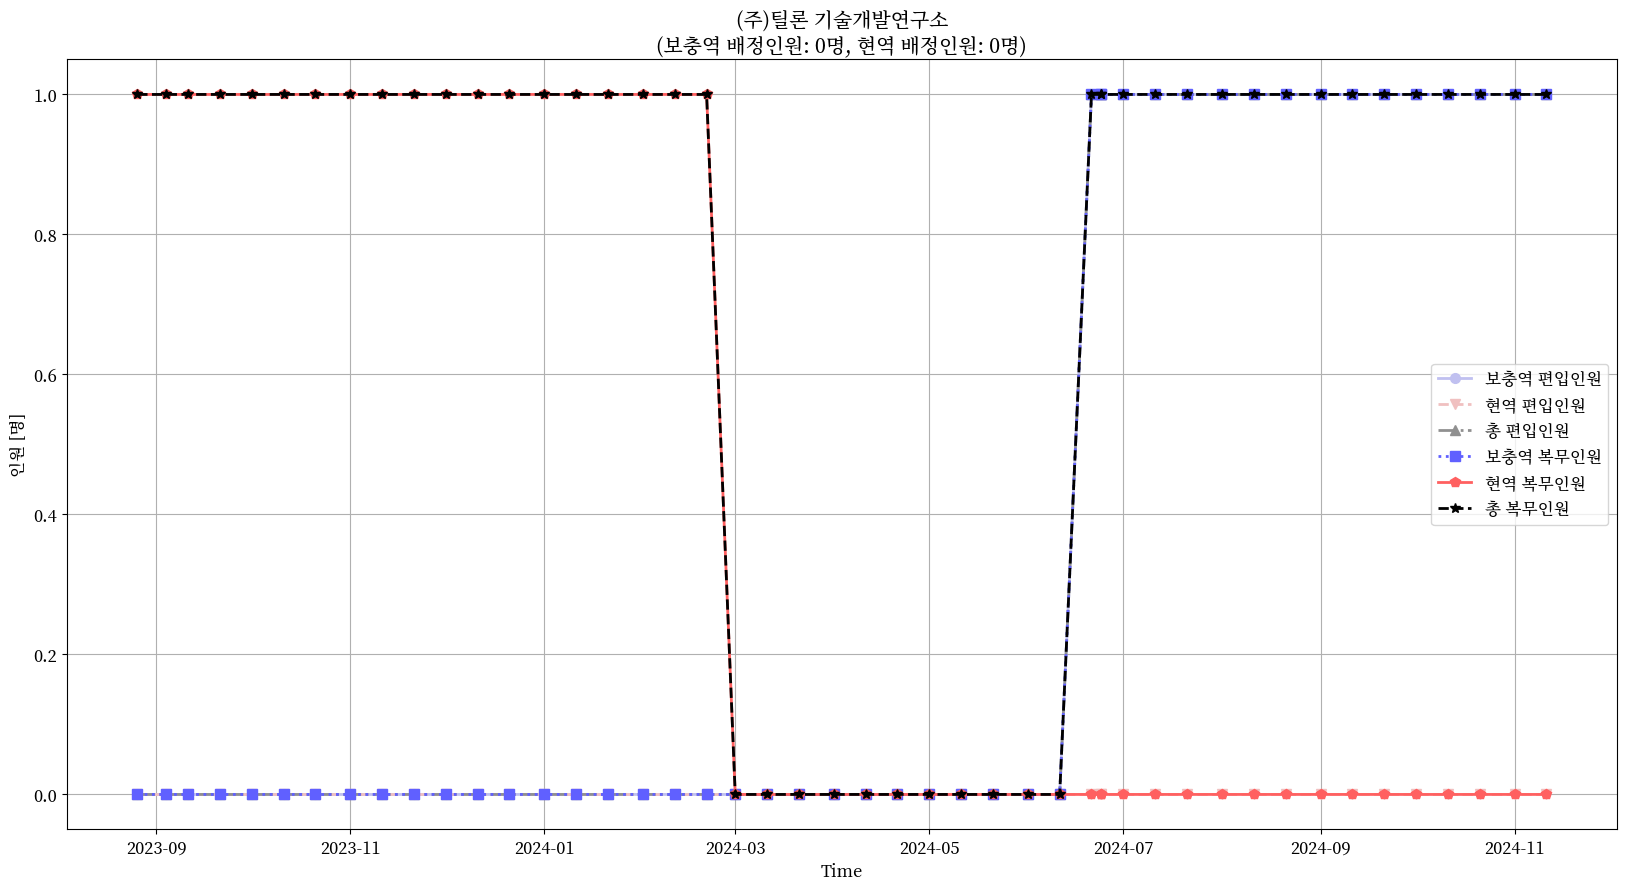 (주)틸론 기술개발연구소
(보충역 배정인원: 0명, 현역 배정인원: 0명)
1.0
0.8
0.6
0.4
0.2
0.0
인원 [명]
보충역 편입인원
현역 편입인원
총 편입인원
보충역 복무인원
현역 복무인원
총 복무인원
2023-09 2023-11 2024-01 2024-03 2024-05 2024-07 2024-09 2024-11
Time